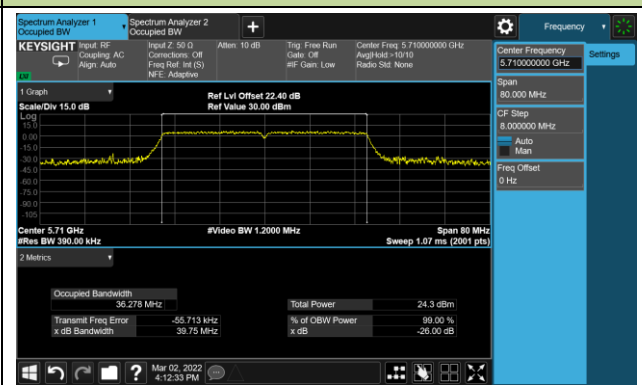 Spectrum Analyzer 1
Occupied BW
Spectrum Analyzer 2
Occupied BW
Frequency
KEYSIGHT
Input: RF
Coupling: AC
Align: Auto
Input Z: 50 Ω
Corrections: Off
Freq Ref: Int (S)
NFE: Adaptive
Atten: 10 dB
Trig: Free Run
Gate: Off
#IF Gain: Low
Center Freq: 5.710000000 GHz
Avg|Hold:>10/10
Radio Std: None
LV
Center Frequency
5.710000000 GHz
Settings
Span
80.000 MHz
CF Step
8.000000 MHz
Auto
Man
Freq Offset
0 Hz
1 Graph
Ref Lvl Offset 22.40 dB
Scale/Div 15.0 dB
Ref Value 30.00 dBm
Log
15.0
0.00
-15.0
-30.0
-45.0
-60.0
-75.0
-90.0
-105
Center 5.71 GHz
#Video BW 1.2000 MHz
Span 80 MHz
#Res BW 390.00 kHz
Sweep 1.07 ms (2001 pts)
2 Metrics
Occupied Bandwidth
36.278 MHz
Total Power 24.3 dBm
Transmit Freq Error -55.713 kHz
% of OBW Power 99.00 %
x dB Bandwidth 39.75 MHz
x dB -26.00 dB
?
Mar 02, 2022
4:12:33 PM